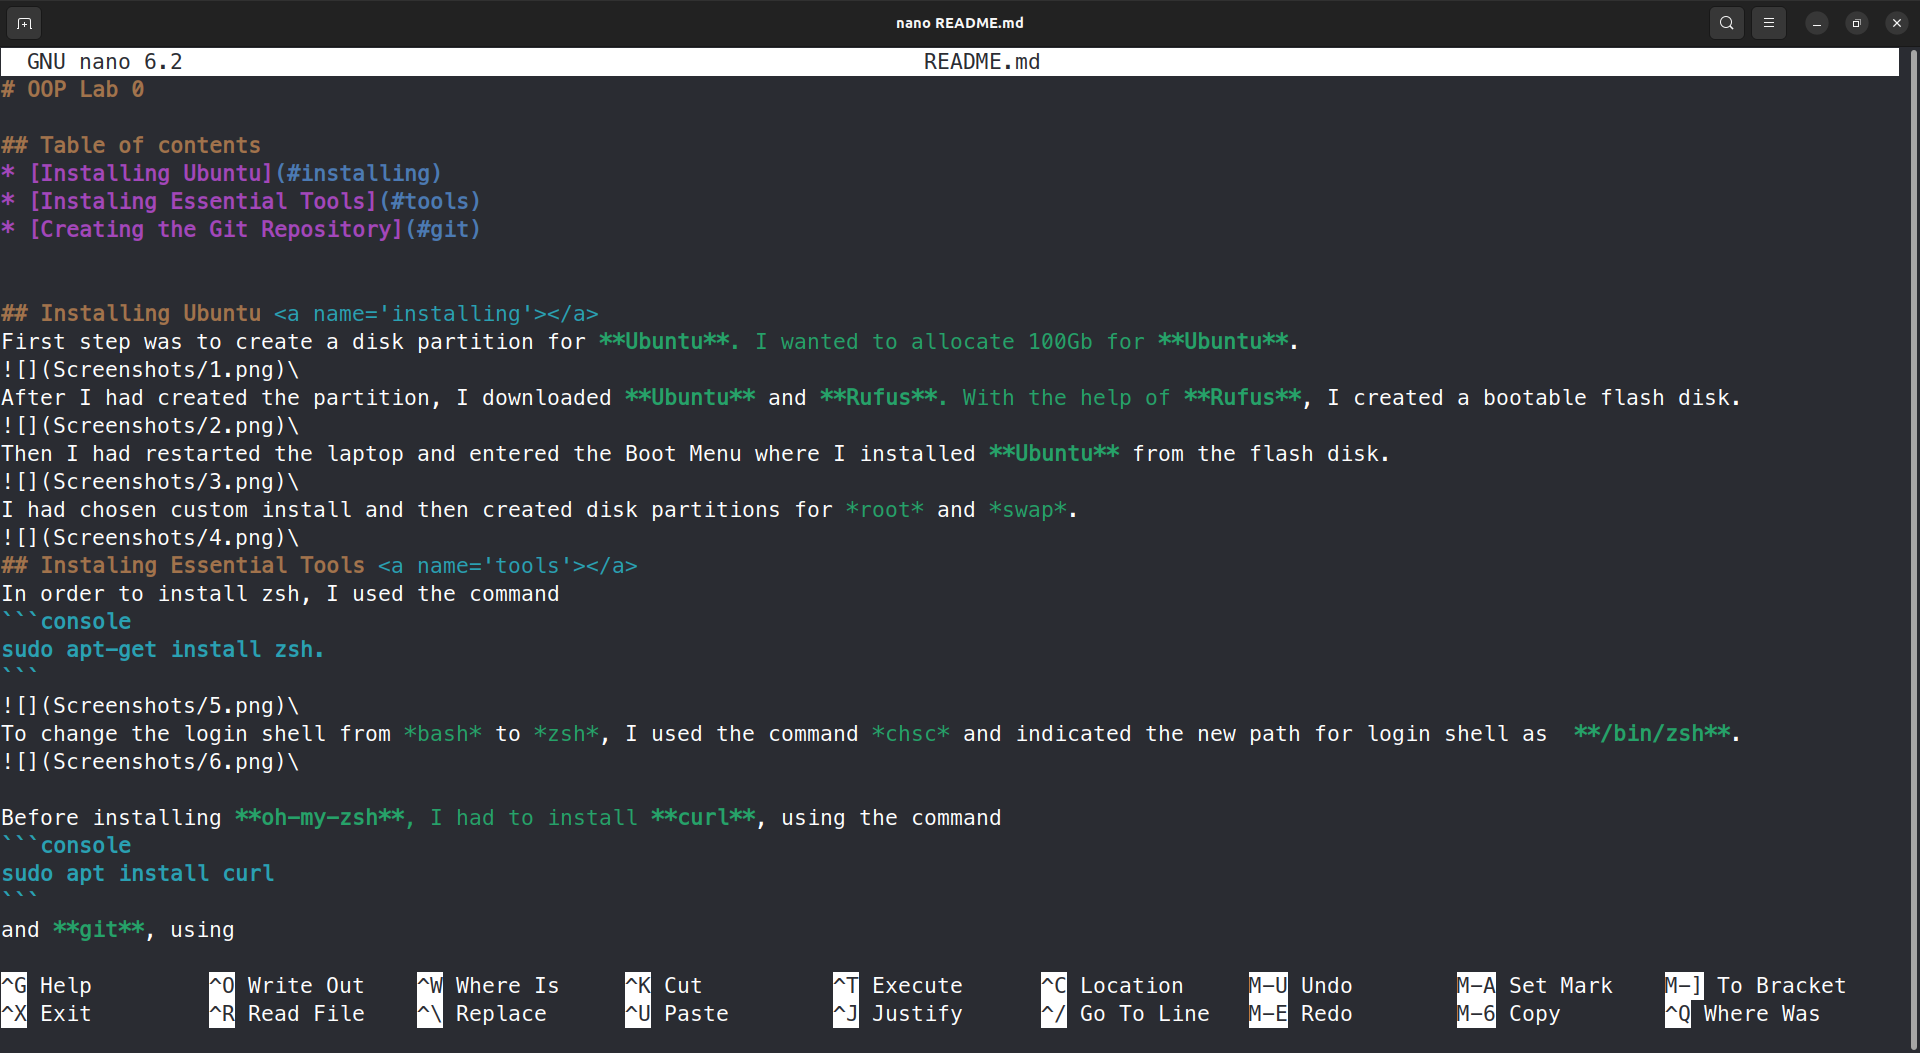 nano README.md
GNU nano 6.2 README.md
# OOP Lab 0
## Table of contents
* [Installing Ubuntu](#installing)
* [Instaling Essential Tools](#tools)
* [Creating the Git Repository](#git)
## Installing Ubuntu <a name='installing'></a>
First step was to create a disk partition for **Ubuntu**. I wanted to allocate 100Gb for **Ubuntu**.
![](Screenshots/1.png)\
After I had created the partition, I downloaded **Ubuntu** and **Rufus**. With the help of **Rufus**, I created a bootable flash disk.
![](Screenshots/2.png)\
Then I had restarted the laptop and entered the Boot Menu where I installed **Ubuntu** from the flash disk.
![](Screenshots/3.png)\
I had chosen custom install and then created disk partitions for *root* and *swap*.
![](Screenshots/4.png)\
## Instaling Essential Tools <a name='tools'></a>
In order to install zsh, I used the command
```console
sudo apt-get install zsh.
```
![](Screenshots/5.png)\
To change the login shell from *bash* to *zsh*, I used the command *chsc* and indicated the new path for login shell as  **/bin/zsh**.
![](Screenshots/6.png)\
Before installing **oh-my-zsh**, I had to install **curl**, using the command
```console
sudo apt install curl
```
and **git**, using
^G Help ^O Write Out ^W Where Is ^K Cut ^T Execute ^C Location M-U Undo M-A Set Mark M-] To Bracket
^X Exit ^R Read File ^\ Replace ^U Paste ^J Justify ^/ Go To Line M-E Redo M-6 Copy ^Q Where Was